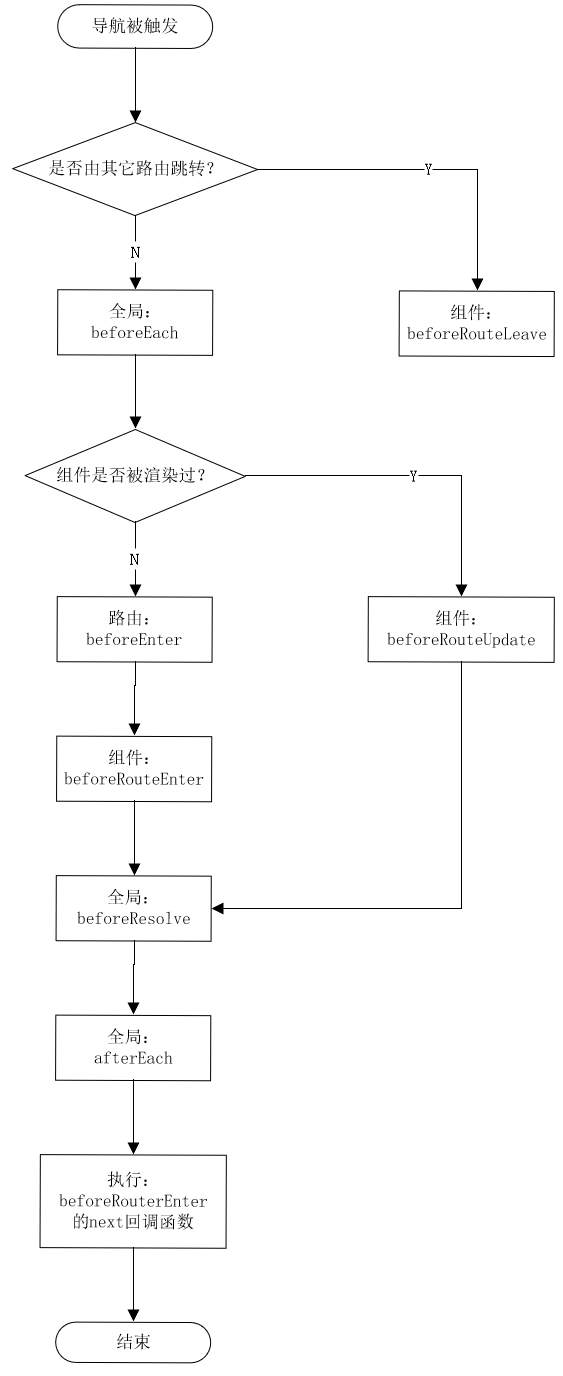 导航被触发
是否由其它路由跳转?
Y
N
全局:
beforeEach
组件:
beforeRouteLeave
组件是否被渲染过?
Y
N
路由:
beforeEnter
组件:
beforeRouteUpdate
组件:
beforeRouteEnter
全局:
beforeResolve
全局:
afterEach
执行:
beforeRouterEnter
的next回调函数
结束